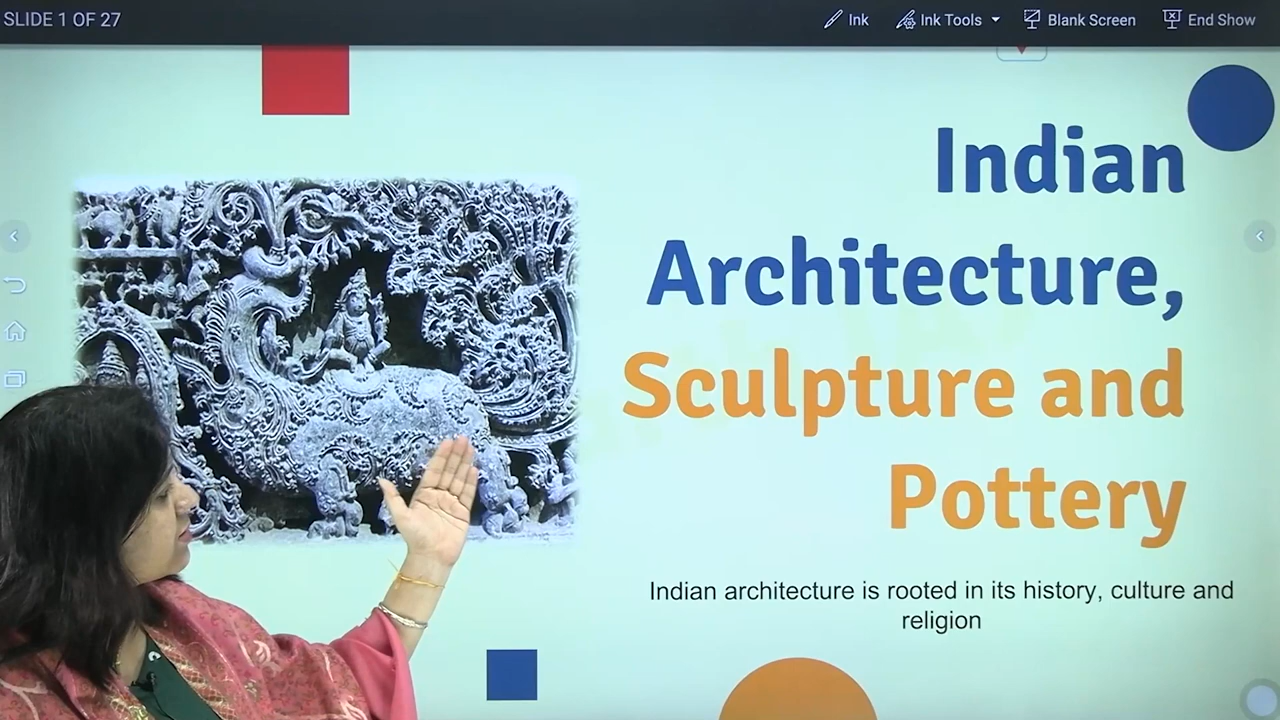 SLIDE 1 OF 27
Ink
Ink Tools
Blank Screen
End Show
Indian
Architecture,
Sculpture and
Pottery
Indian architecture is rooted in its history, culture and
religion